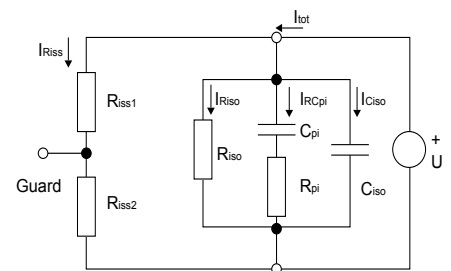 Itot
IRiss
Riss1
IRiso
IRCpi
ICiso
Cpi
Riso
Rpi
Ciso
+
U
Guard
Riss2